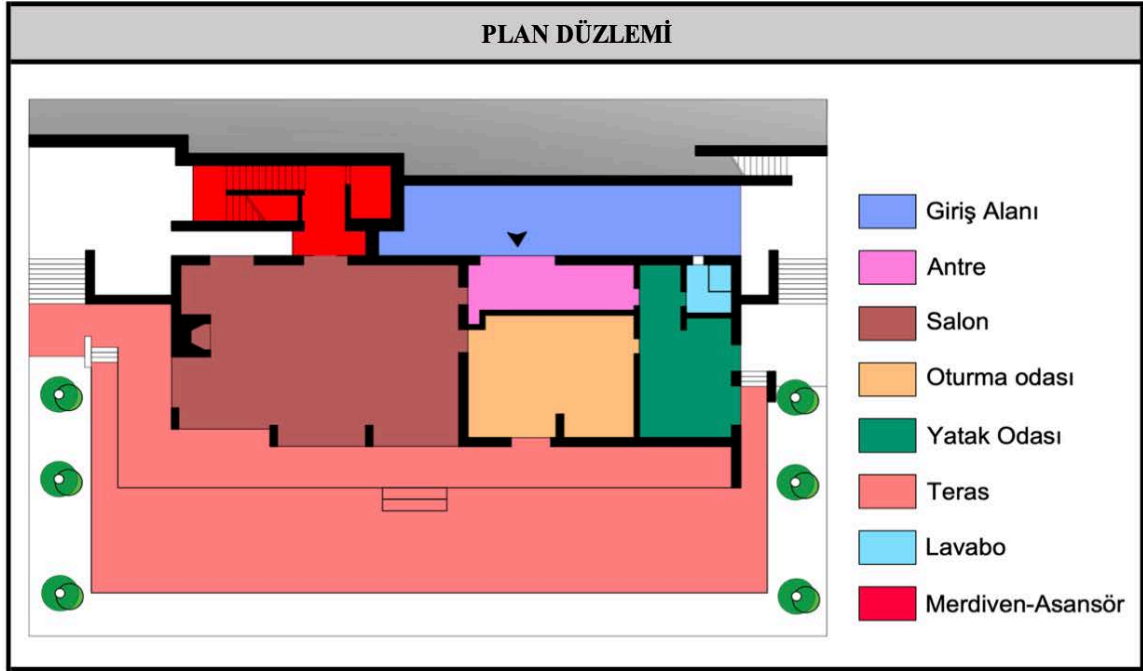 PLAN DÜZLEMİ
Giriş Alanı
Antre
Salon
Oturma odası
Yatak Odası
Teras
Lavabo
Merdiven-Asansör